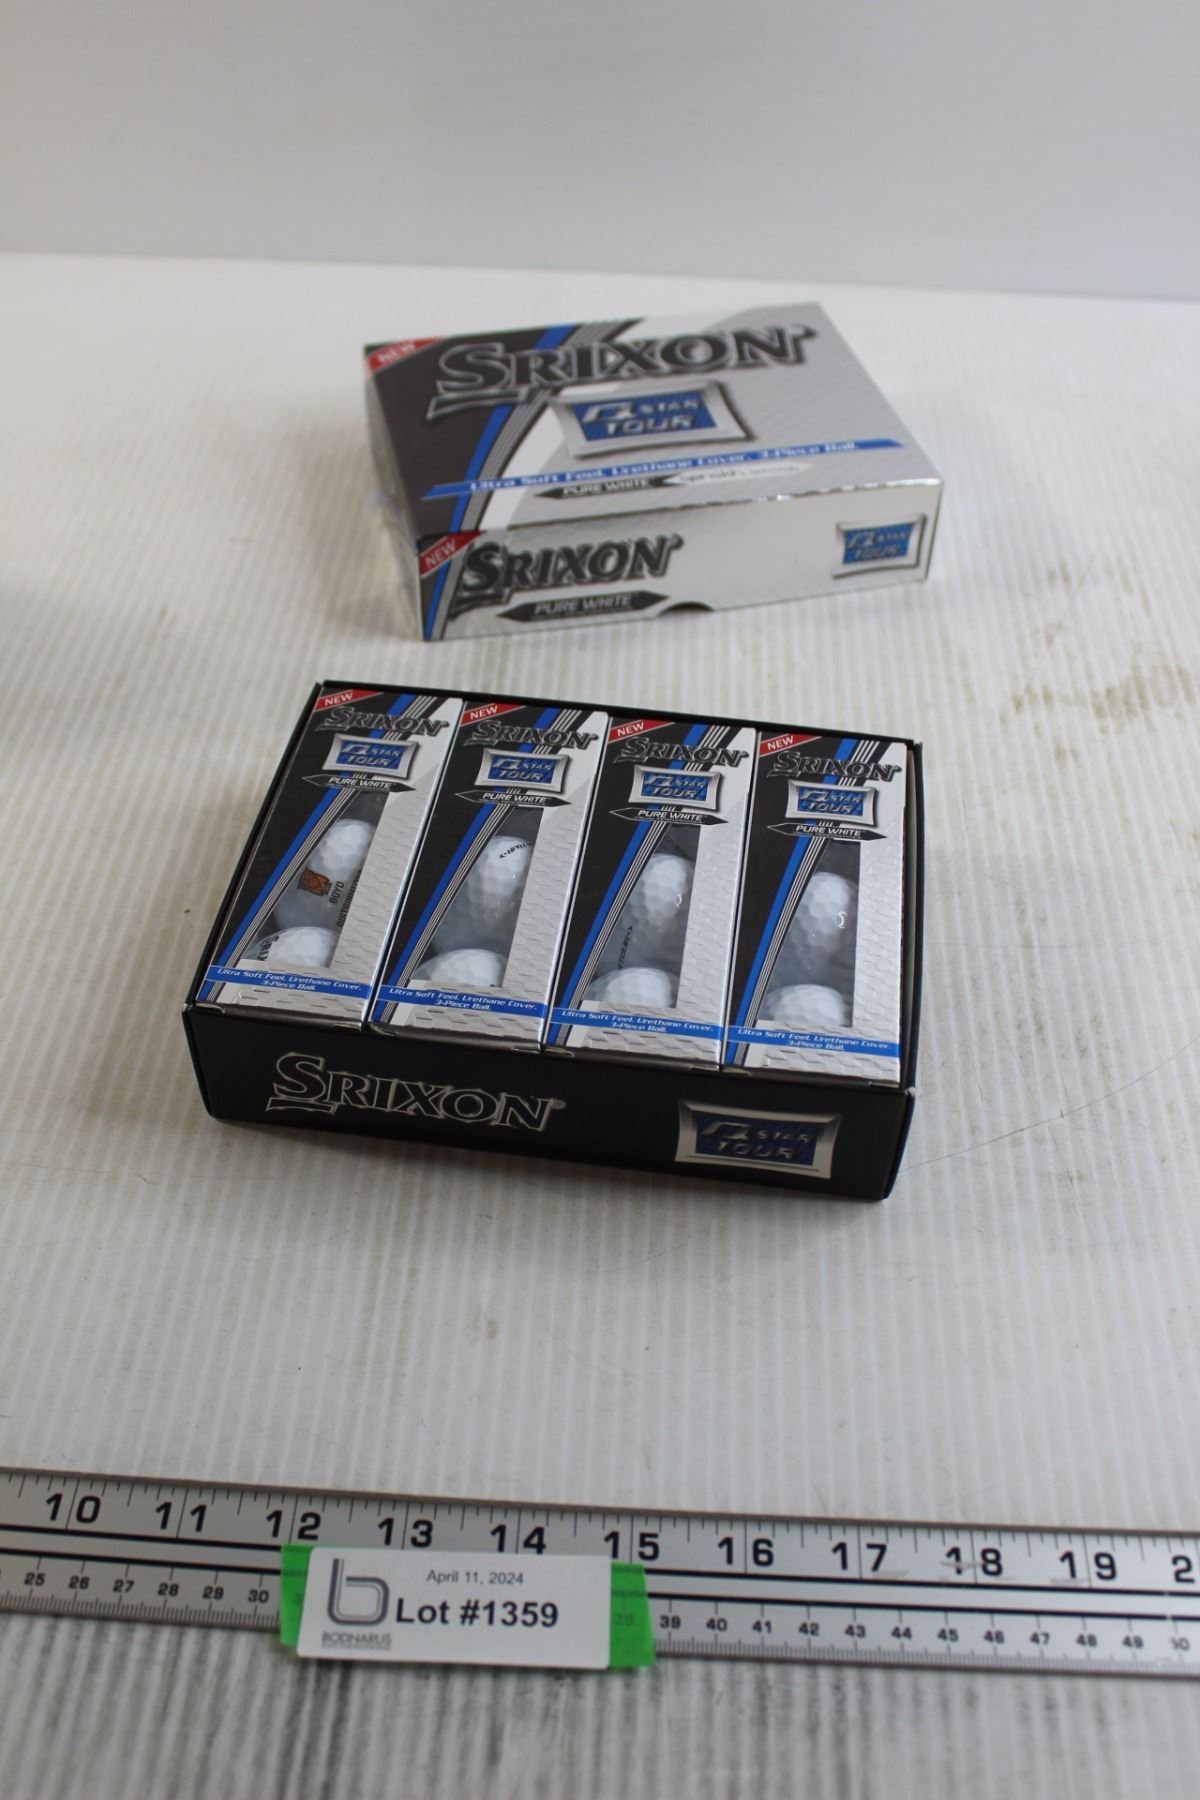 NEW
SRIXON
Q STAR
TOUR
Ultra Soft Feel. Urethane Cover. 3-Piece Ball.
PURE WHITE
NEW
SRIXON
PURE WHITE
Q STAR
TOUR
NEW
SRIXON
Q STAR
TOUR
PURE WHITE
BOYD
Ultra Soft Feel. Urethane Cover.
3-Piece Ball.
NEW
SRIXON
Q STAR
TOUR
PURE WHITE
Ultra Soft Feel. Urethane Cover.
3-Piece Ball.
NEW
SRIXON
Q STAR
TOUR
PURE WHITE
Ultra Soft Feel. Urethane Cover.
3-Piece Ball.
NEW
SRIXON
Q STAR
TOUR
PURE WHITE
Ultra Soft Feel. Urethane Cover.
3-Piece Ball.
SRIXON
Q STAR
TOUR
10 11 12 13 14 15 16 17 18 19 2
25 26 27 28 29 30 39 40 41 42 43 44 45 46 47 48 49 50
April 11, 2024
Lot #1359
BODNARUS